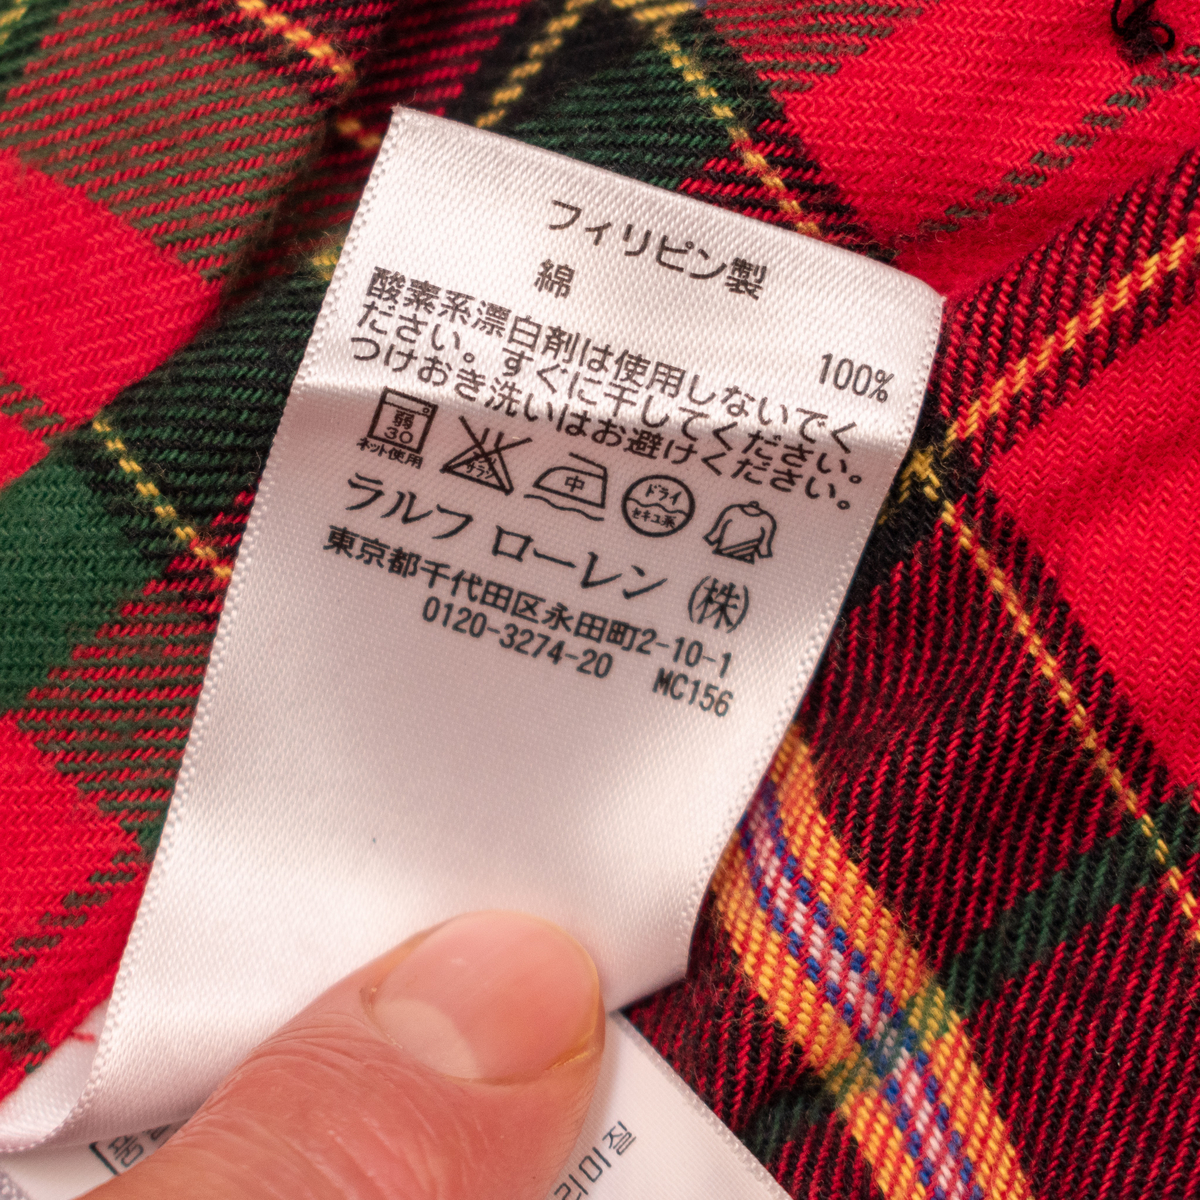 フィリピン製
綿 100%
酸素系漂白剤は使用しないでく
ださい。すぐに干してください。
つけおき洗いはお避けください。
弱
30
ネット使用
サラシ
中
ドライ
セキユ系
ラルフ ローレン (株)
東京都千代田区永田町2-10-1
0120-3274-20 MC156
리미질